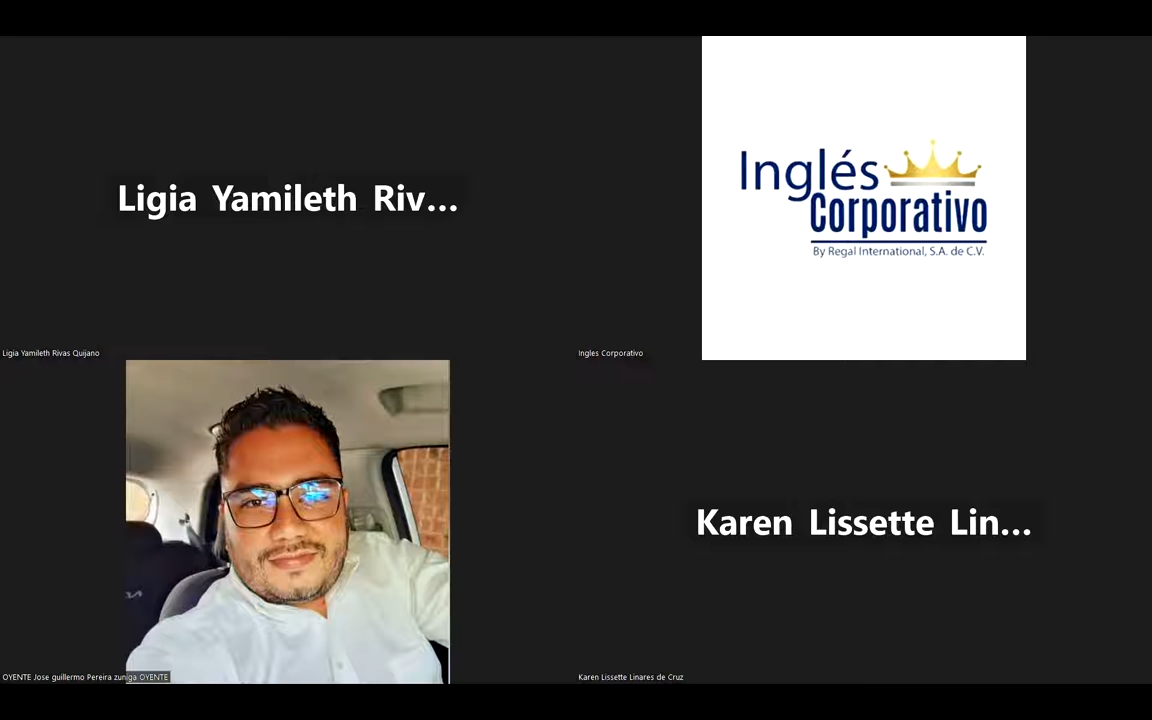 Ligia Yamileth Riv...
Inglés
Corporativo
By Regal International, S.A. de C.V.
Ligia Yamileth Rivas Quijano
Ingles Corporativo
Karen Lissette Lin...
OYENTE Jose guillermo Pereira zuniga OYENTE
Karen Lissette Linares de Cruz